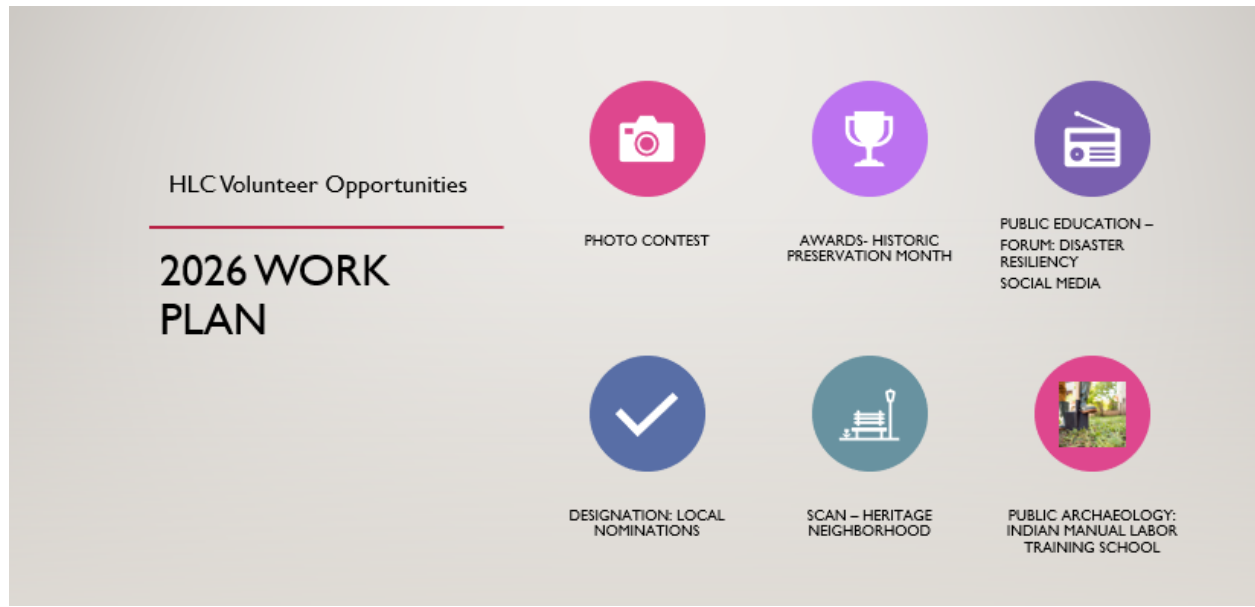 HLC Volunteer Opportunities
2026 WORK
PLAN
PHOTO CONTEST
AWARDS- HISTORIC
PRESERVATION MONTH
PUBLIC EDUCATION –
FORUM: DISASTER
RESILIENCY
SOCIAL MEDIA
DESIGNATION: LOCAL
NOMINATIONS
SCAN – HERITAGE
NEIGHBORHOOD
PUBLIC ARCHAEOLOGY:
INDIAN MANUAL LABOR
TRAINING SCHOOL